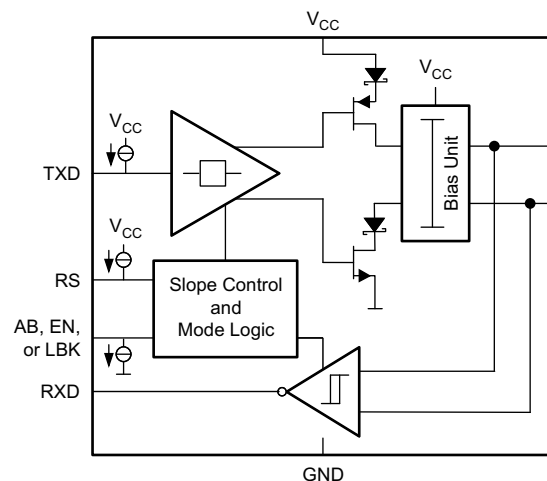 VCC
VCC
VCC
TXD
Bias Unit
VCC
RS
Slope Control
and
Mode Logic
AB, EN,
or LBK
RXD
GND